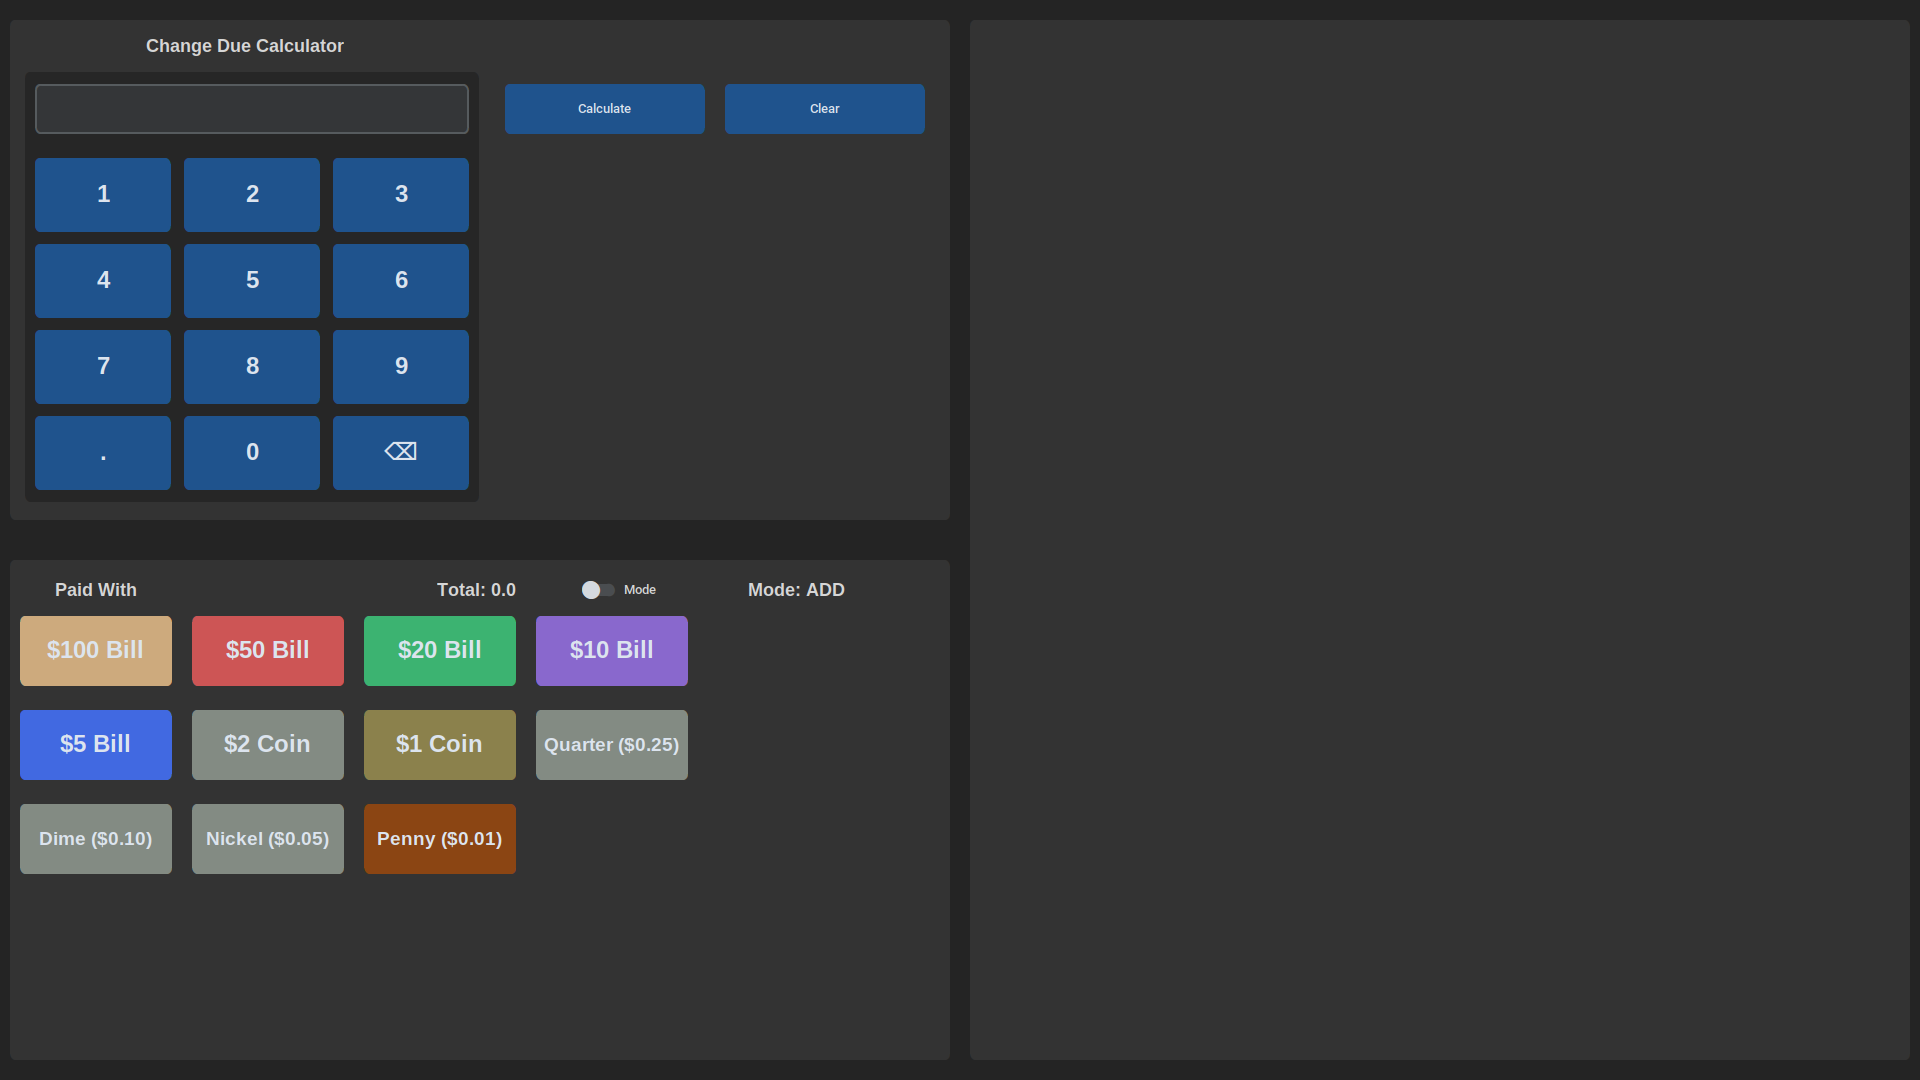 Change Due Calculator
Calculate
Clear
1
2
3
4
5
6
7
8
9
.
0
⌫
Paid With
Total: 0.0
Mode
Mode: ADD
$100 Bill
$50 Bill
$20 Bill
$10 Bill
$5 Bill
$2 Coin
$1 Coin
Quarter ($0.25)
Dime ($0.10)
Nickel ($0.05)
Penny ($0.01)